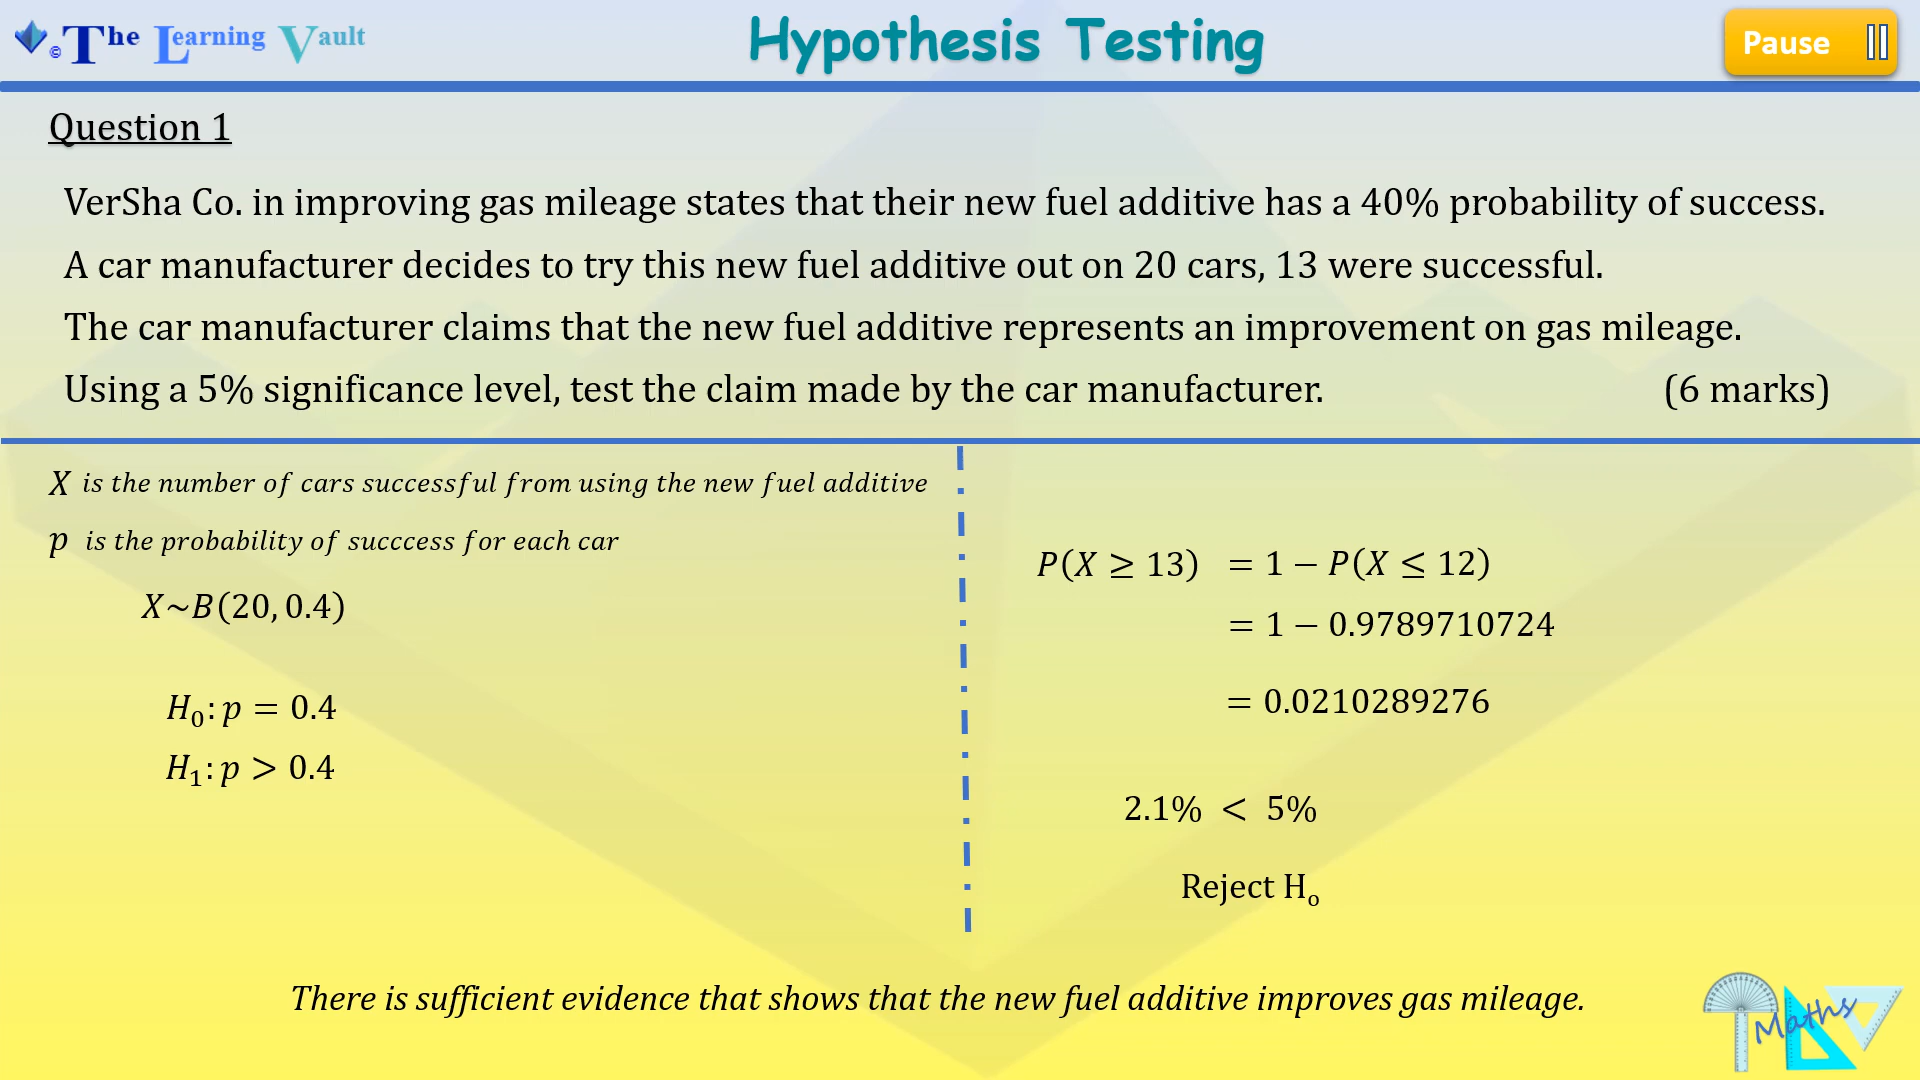 © The Learning Vault
Hypothesis Testing
Pause
Question 1
VerSha Co. in improving gas mileage states that their new fuel additive has a 40% probability of success.
A car manufacturer decides to try this new fuel additive out on 20 cars, 13 were successful.
The car manufacturer claims that the new fuel additive represents an improvement on gas mileage.
Using a 5% significance level, test the claim made by the car manufacturer. (6 marks)
X is the number of cars successful from using the new fuel additive
p is the probability of succcess for each car
X~B(20, 0.4)
H₀: p = 0.4
H₁: p > 0.4
P(X ≥ 13) = 1 − P(X ≤ 12)
= 1 − 0.9789710724
= 0.0210289276
2.1% < 5%
Reject Hₒ
There is sufficient evidence that shows that the new fuel additive improves gas mileage.
Maths